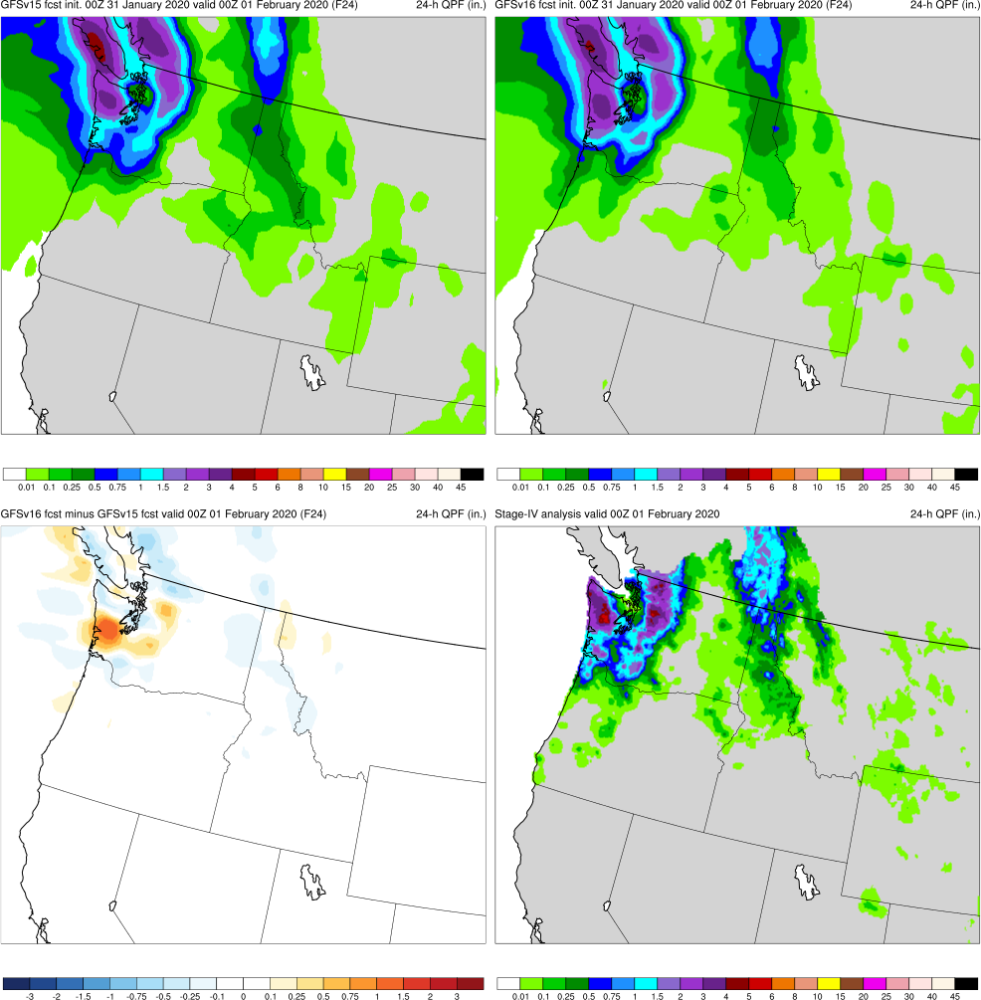 GFSv15 fcst init. 00Z 31 January 2020 valid 00Z 01 February 2020 (F24) 24-h QPF (in.)
GFSv16 fcst init. 00Z 31 January 2020 valid 00Z 01 February 2020 (F24) 24-h QPF (in.)
0.01 0.1 0.25 0.5 0.75 1 1.5 2 3 4 5 6 8 10 15 20 25 30 40 45
0.01 0.1 0.25 0.5 0.75 1 1.5 2 3 4 5 6 8 10 15 20 25 30 40 45
GFSv16 fcst minus GFSv15 fcst valid 00Z 01 February 2020 (F24) 24-h QPF (in.)
Stage-IV analysis valid 00Z 01 February 2020 24-h QPF (in.)
-3 -2 -1.5 -1 -0.75 -0.5 -0.25 -0.1 0 0.1 0.25 0.5 0.75 1 1.5 2 3
0.01 0.1 0.25 0.5 0.75 1 1.5 2 3 4 5 6 8 10 15 20 25 30 40 45